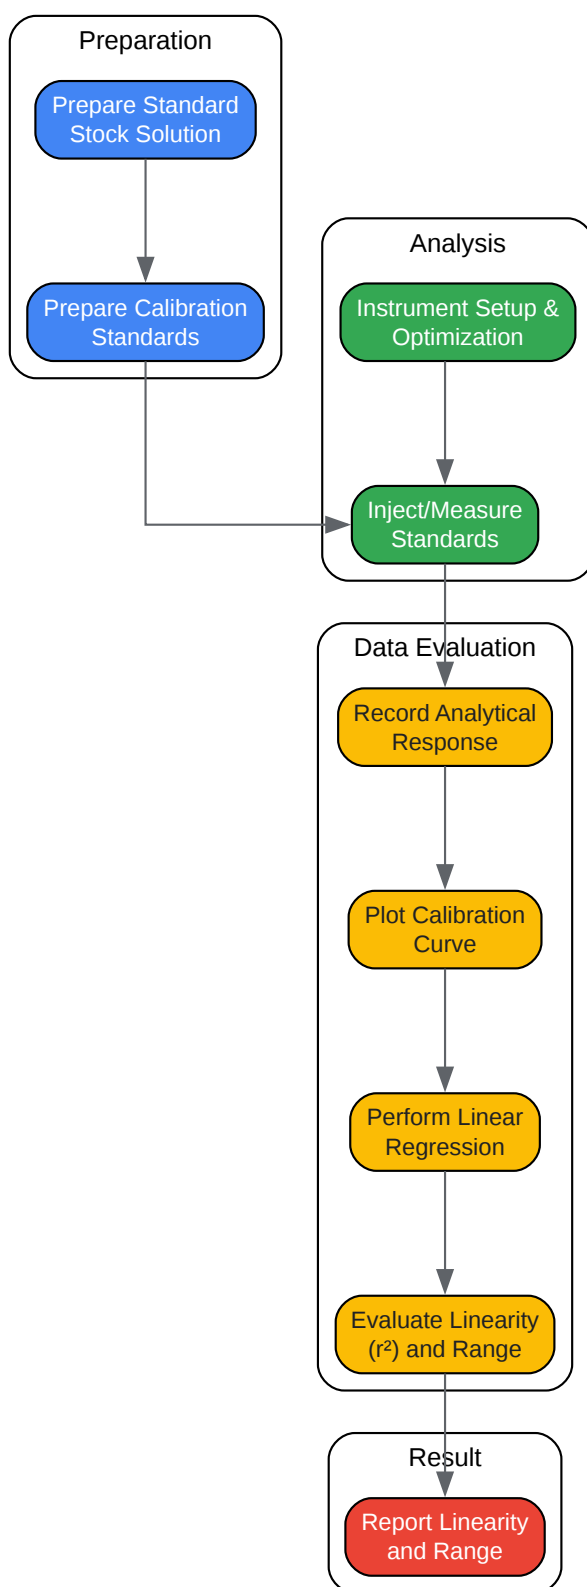 Preparation
Prepare Standard
Stock Solution
Prepare Calibration
Standards
Analysis
Instrument Setup &
Optimization
Inject/Measure
Standards
Data Evaluation
Record Analytical
Response
Plot Calibration
Curve
Perform Linear
Regression
Evaluate Linearity
(r²) and Range
Result
Report Linearity
and Range